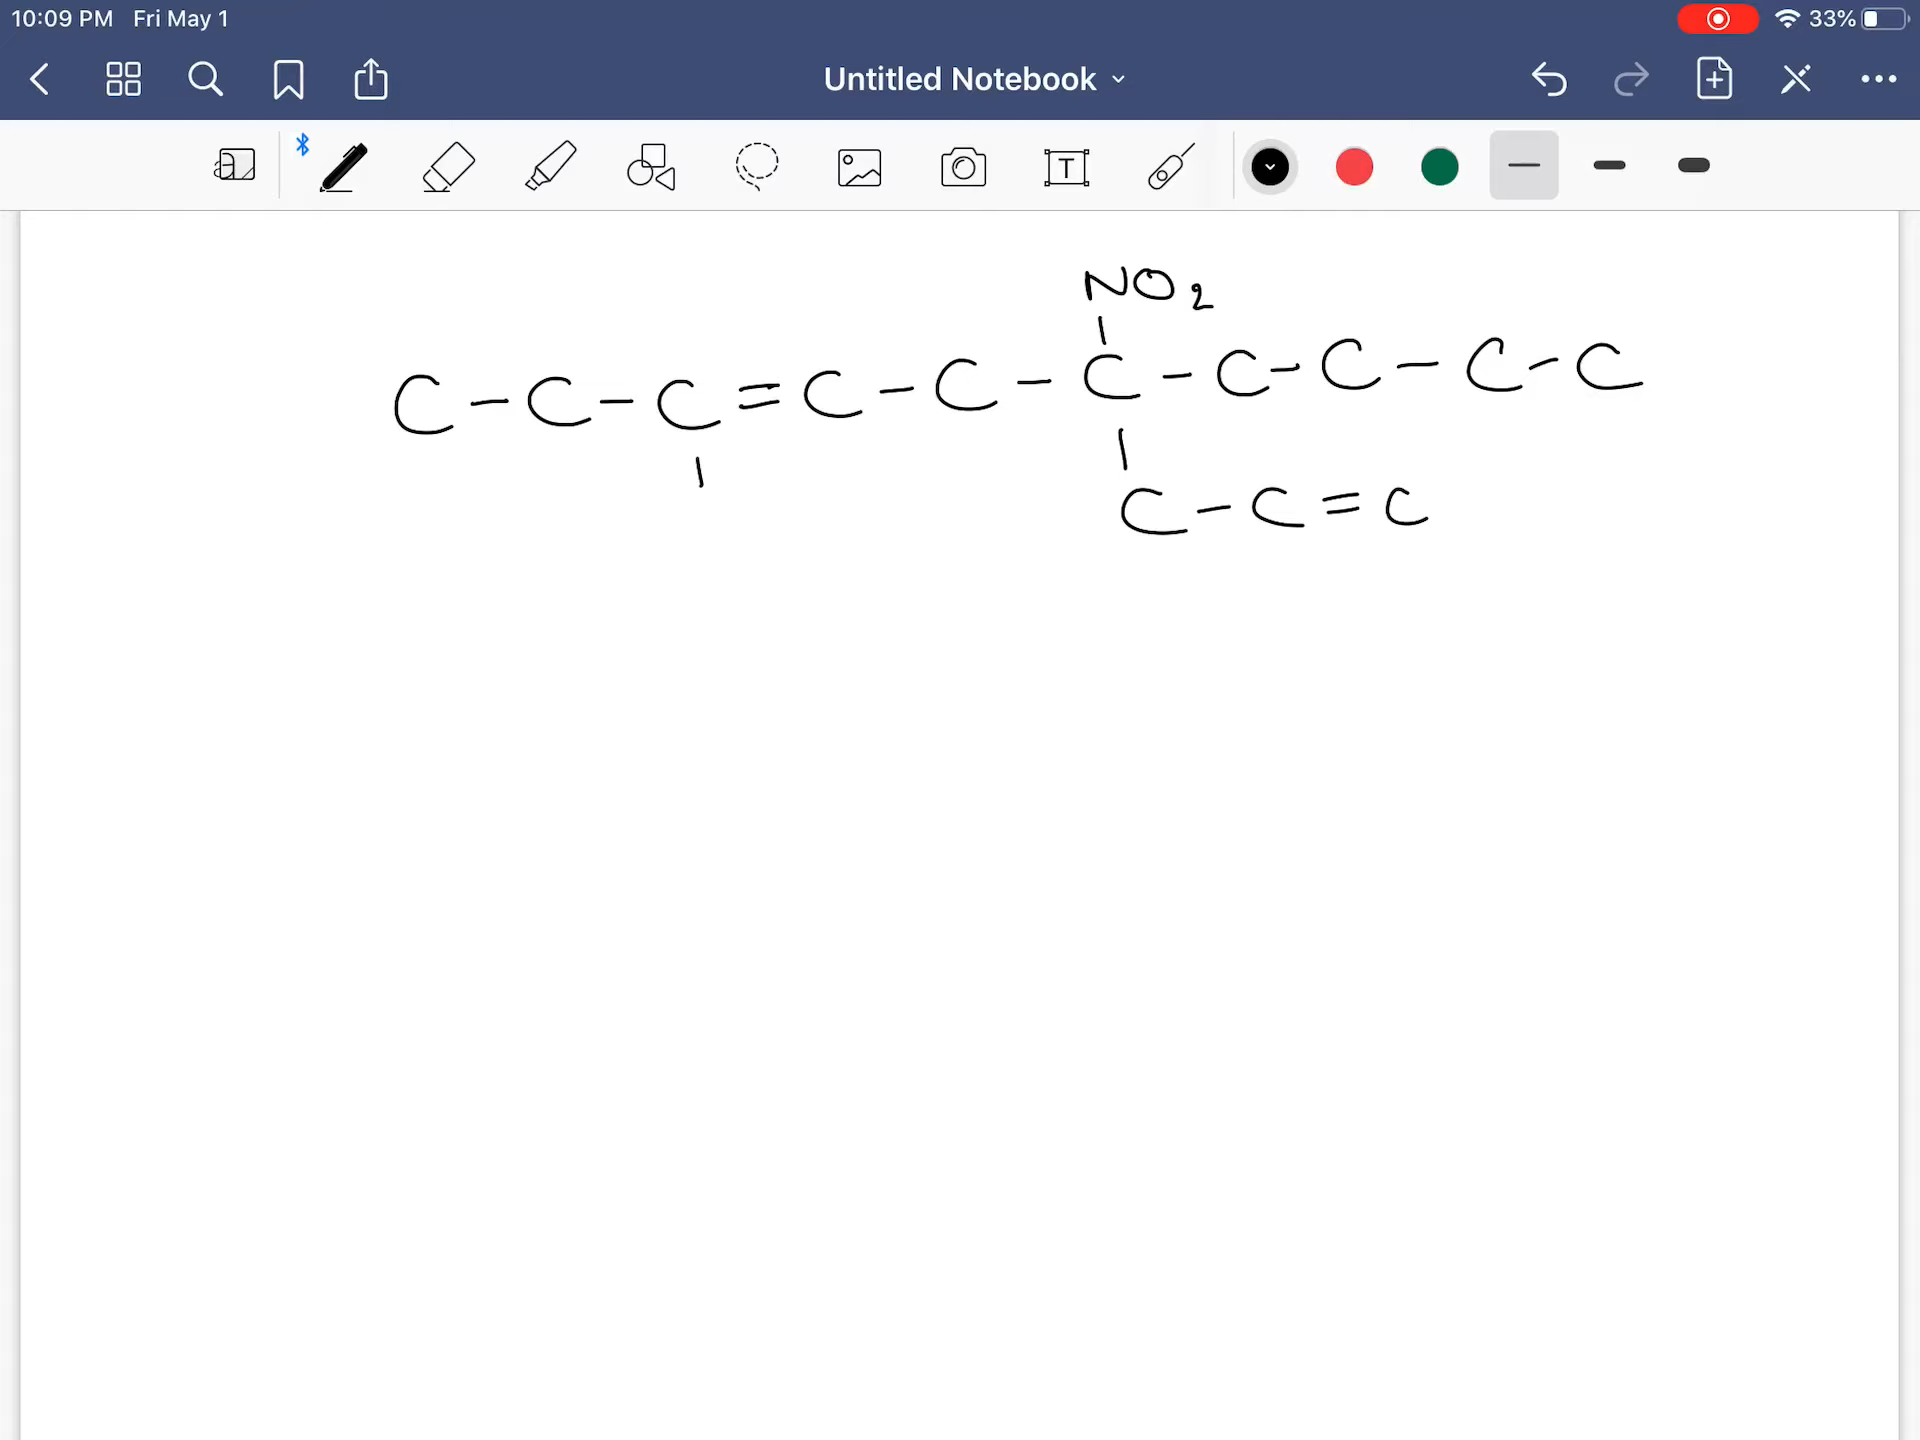 10:09 PM Fri May 1
33%
Untitled Notebook
a
T
NO₂
C - C - C = C - C - C - C - C - C - C
C - C = C